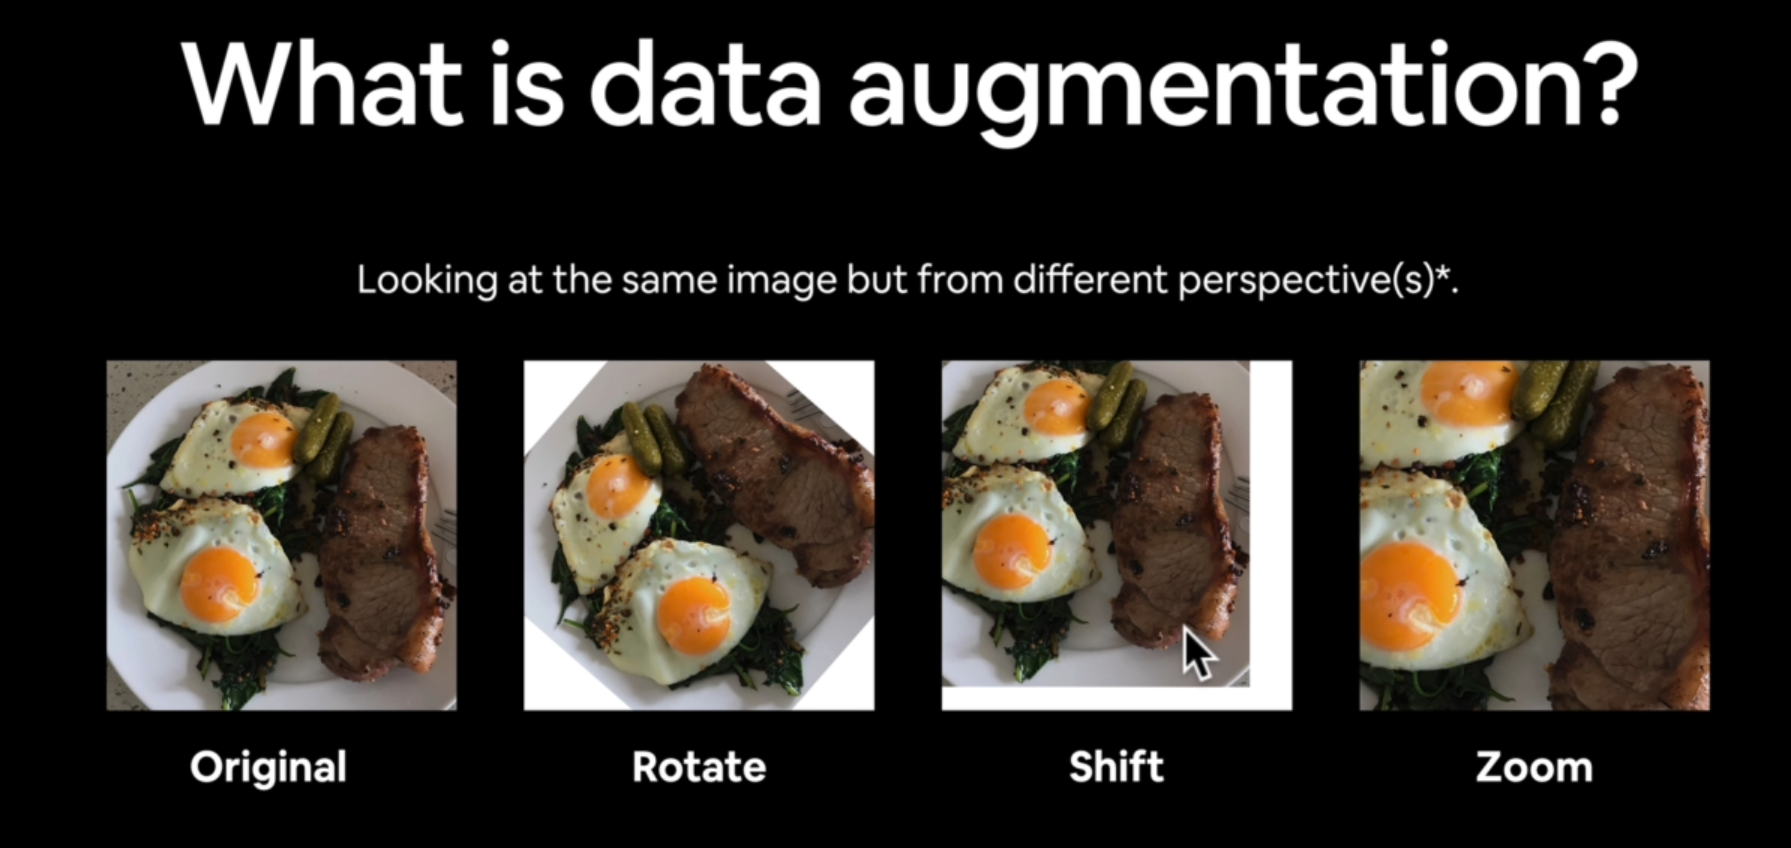 What is data augmentation?
Looking at the same image but from different perspective(s)*.
Original
Rotate
Shift
Zoom